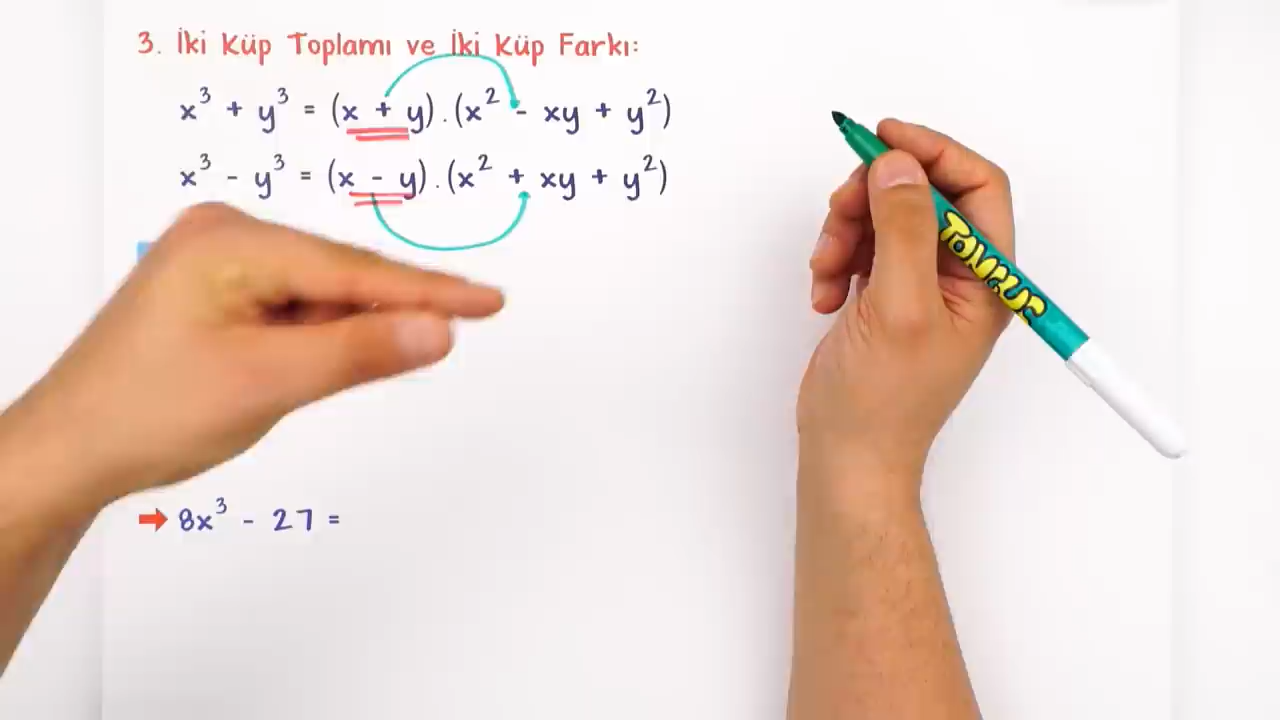 3. İki Küp Toplamı ve İki Küp Farkı:
x³ + y³ = (x + y).(x² - xy + y²)
x³ - y³ = (x - y).(x² + xy + y²)
TONGUÇ
8x³ - 27 =